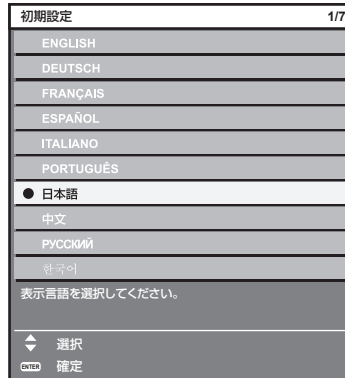 初期設定 1/7
ENGLISH
DEUTSCH
FRANÇAIS
ESPAÑOL
ITALIANO
PORTUGUÊS
日本語
中文
РУССКИЙ
한국어
表示言語を選択してください。
選択
ENTER 確定